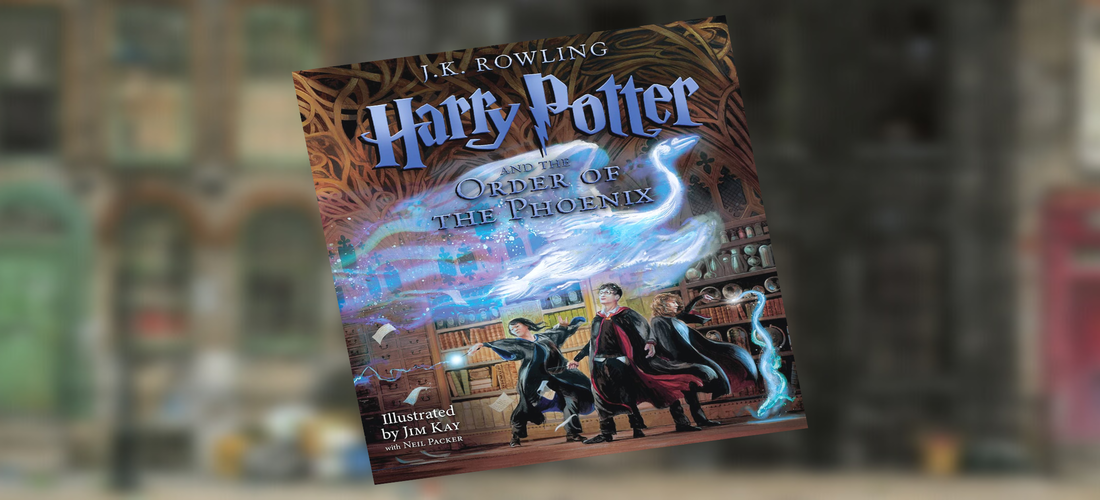 J.K. ROWLING
Harry Potter
AND THE
ORDER OF
THE PHOENIX
Illustrated
by JIM KAY
with NEIL PACKER